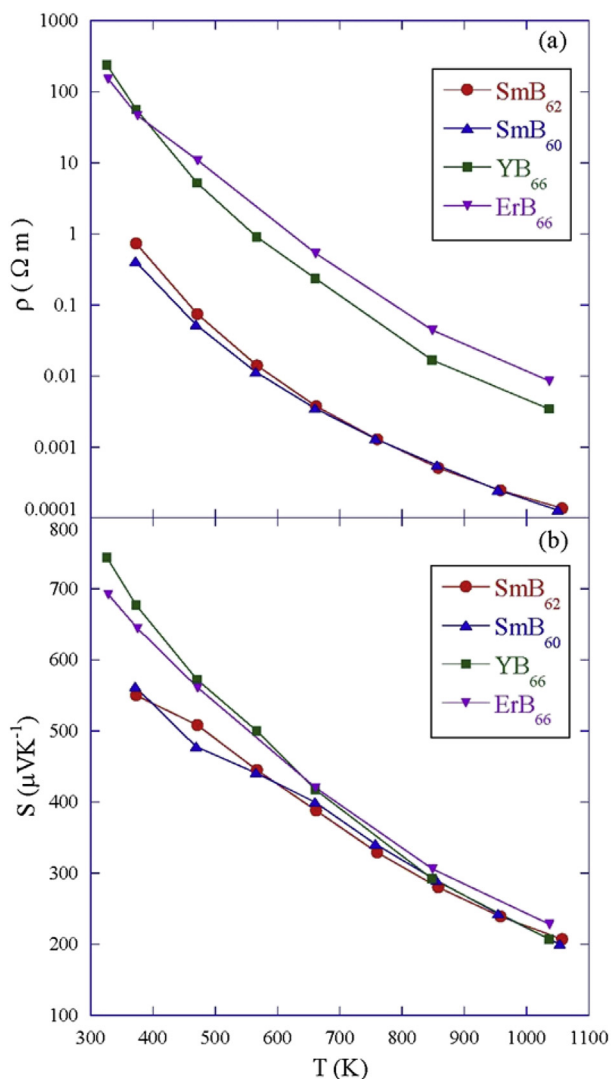 (a)
1000
100
10
1
0.1
0.01
0.001
0.0001
ρ ( Ω m )
SmB₆₂
SmB₆₀
YB₆₆
ErB₆₆
(b)
800
700
600
500
400
300
200
100
S (μVK⁻¹)
SmB₆₂
SmB₆₀
YB₆₆
ErB₆₆
300 400 500 600 700 800 900 1000 1100
T (K)